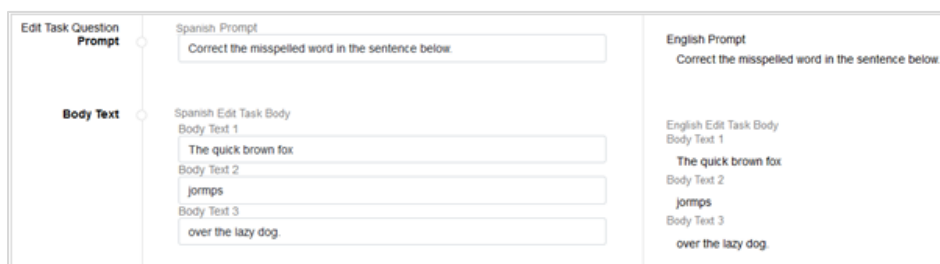 Edit Task Question
Prompt
Spanish Prompt
Correct the misspelled word in the sentence below.
English Prompt
Correct the misspelled word in the sentence below.
Body Text
Spanish Edit Task Body
Body Text 1
The quick brown fox
Body Text 2
jormps
Body Text 3
over the lazy dog.
English Edit Task Body
Body Text 1
The quick brown fox
Body Text 2
jormps
Body Text 3
over the lazy dog.